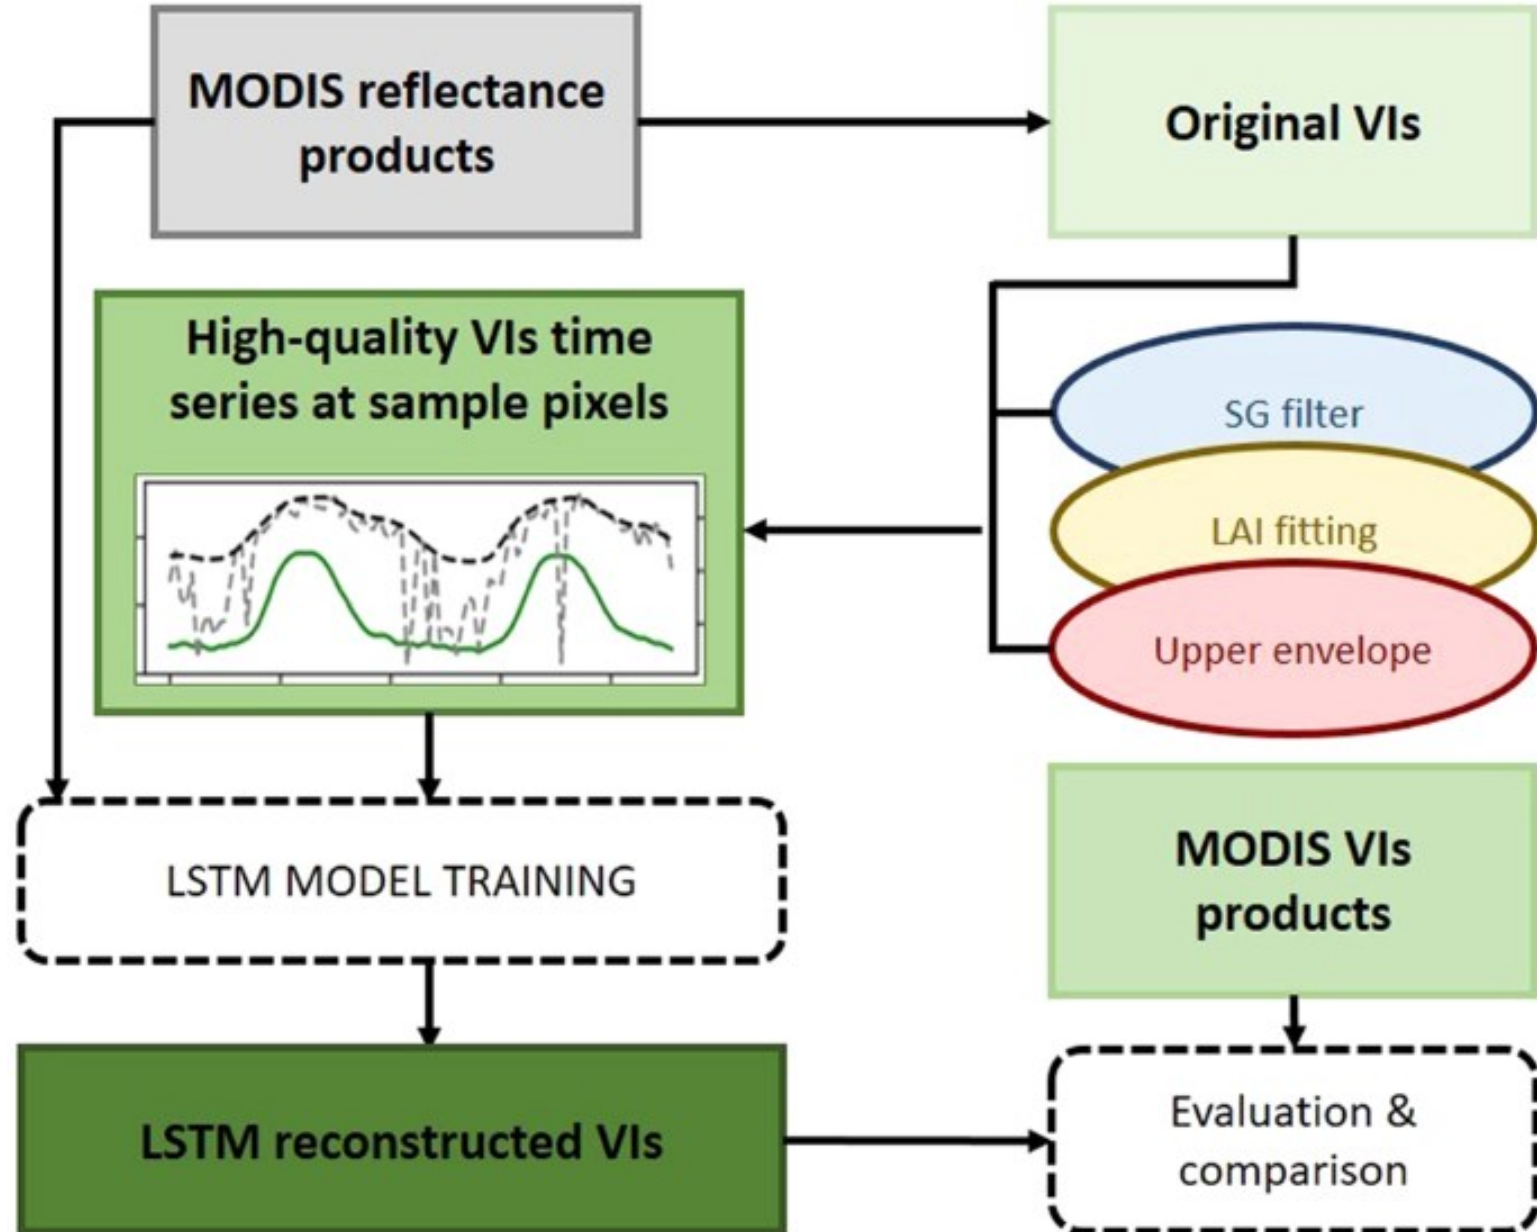 MODIS reflectance
products
Original VIs
High-quality VIs time
series at sample pixels
SG filter
LAI fitting
Upper envelope
LSTM MODEL TRAINING
MODIS VIs
products
LSTM reconstructed VIs
Evaluation &
comparison